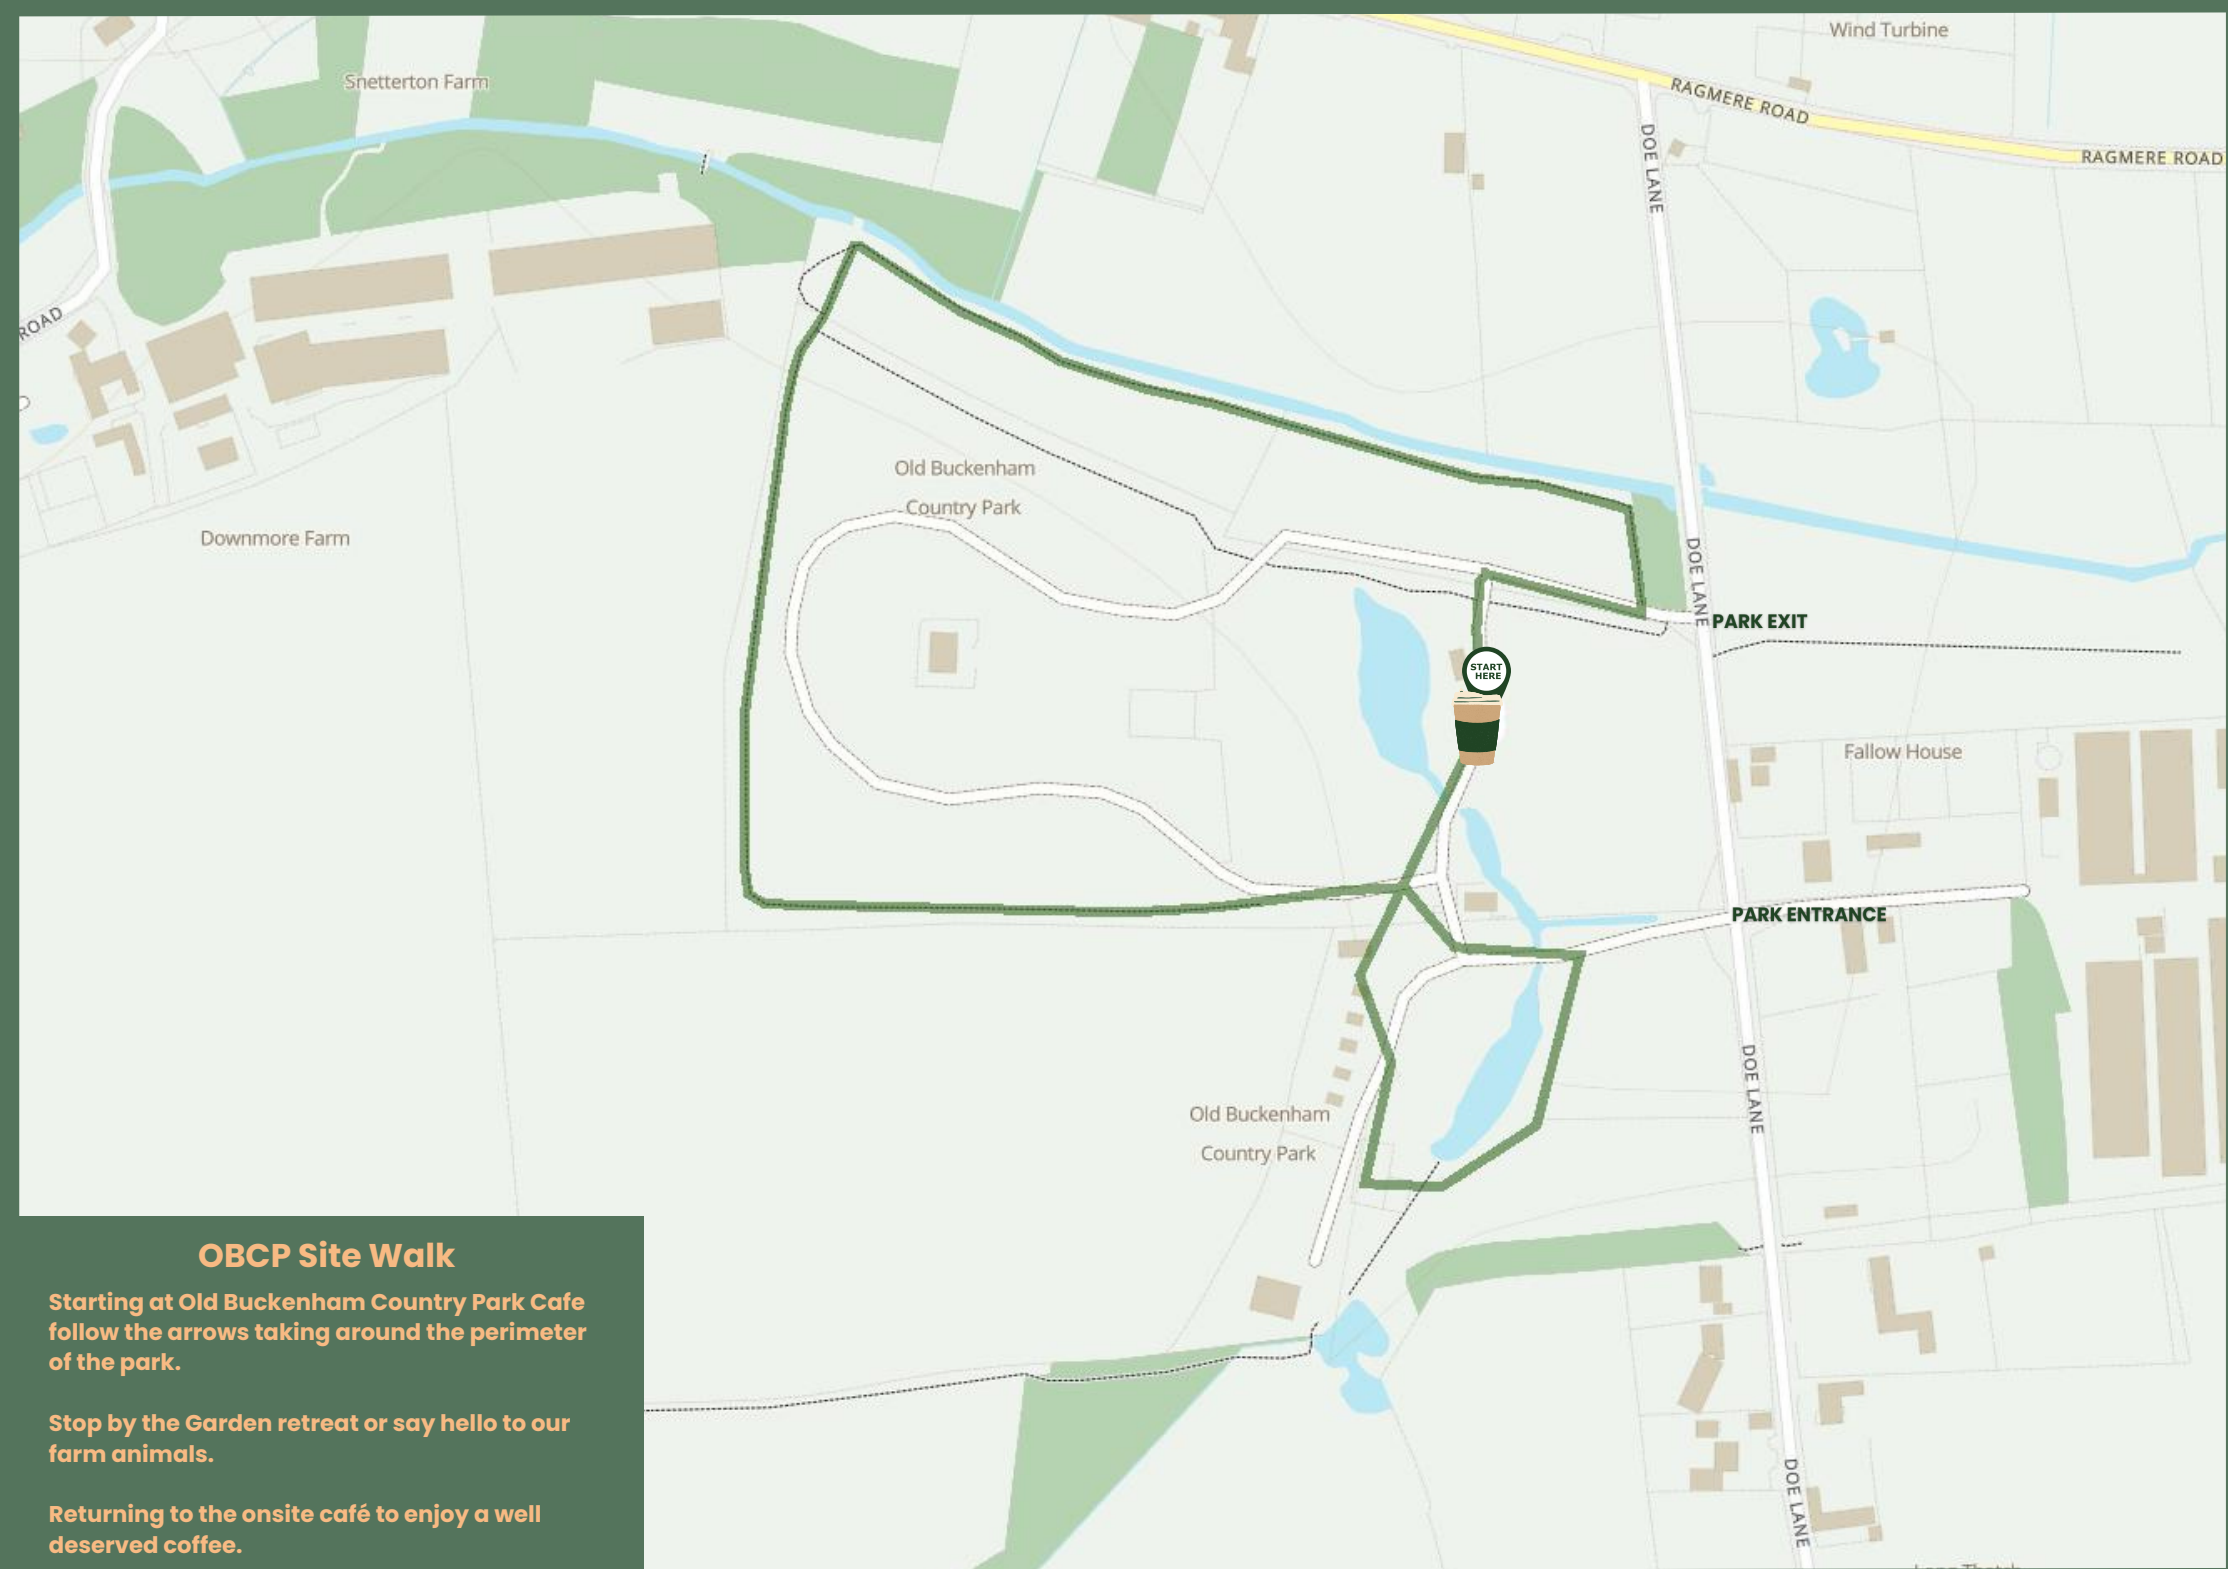 Wind Turbine
Snetterton Farm
RAGMERE ROAD
RAGMERE ROAD
DOE LANE
ROAD
Old Buckenham
Country Park
Downmore Farm
DOE LANE
PARK EXIT
START
HERE
Fallow House
PARK ENTRANCE
DOE LANE
Old Buckenham
Country Park
DOE LANE
OBCP Site Walk
Starting at Old Buckenham Country Park Cafe
follow the arrows taking around the perimeter
of the park.
Stop by the Garden retreat or say hello to our
farm animals.
Returning to the onsite café to enjoy a well
deserved coffee.